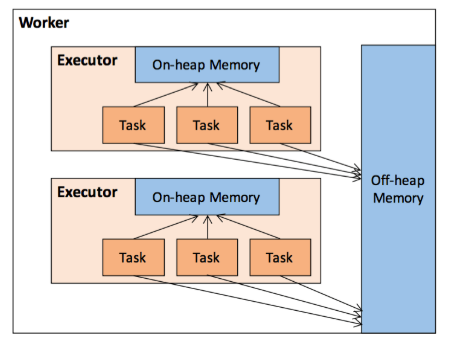 Worker
Executor
On-heap Memory
Task
Task
Task
Executor
On-heap Memory
Task
Task
Task
Off-heap
Memory